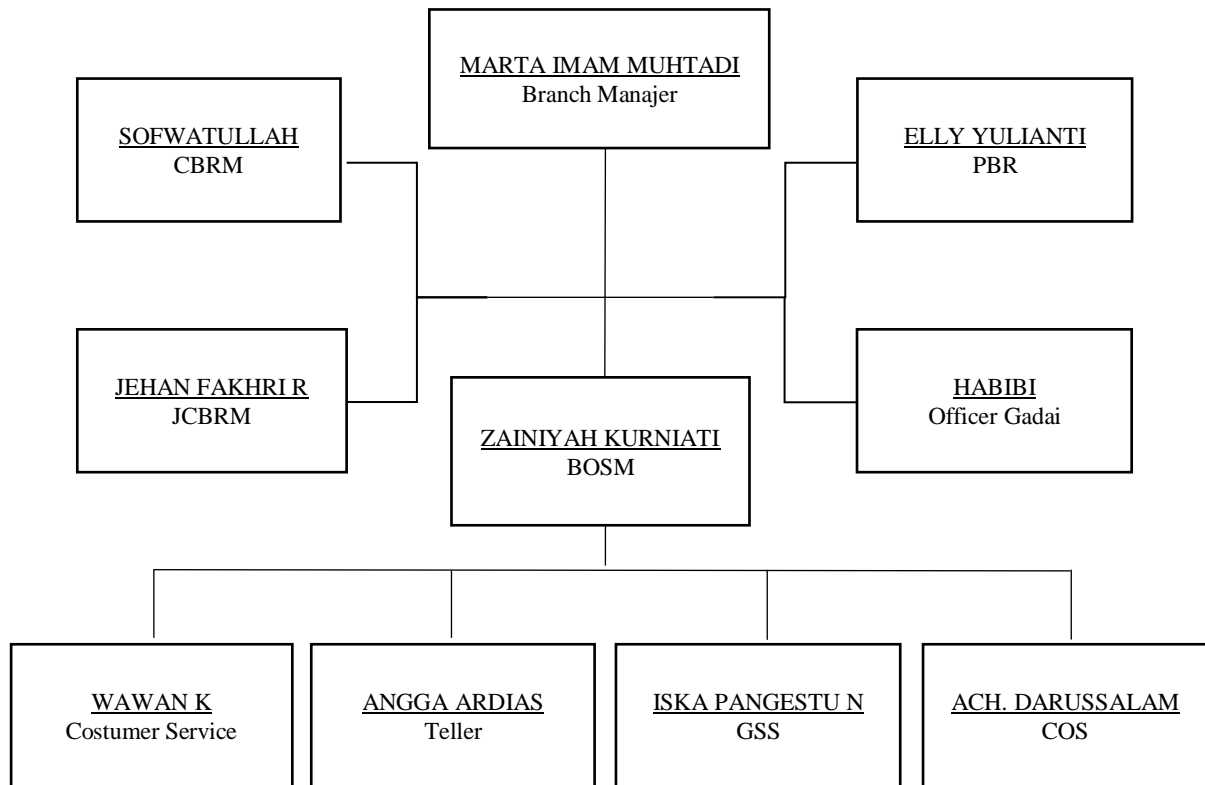 MARTA IMAM MUHTADI
Branch Manajer
SOFWATULLAH
CBRM
ELLY YULIANTI
PBR
JEHAN FAKHRI R
JCBRM
HABIBI
Officer Gadai
ZAINIYAH KURNIATI
BOSM
WAWAN K
Costumer Service
ANGGA ARDIAS
Teller
ISKA PANGESTU N
GSS
ACH. DARUSSALAM
COS